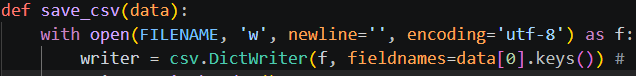 def save_csv(data):
    with open(FILENAME, 'w', newline='', encoding='utf-8') as f:
        writer = csv.DictWriter(f, fieldnames=data[0].keys()) #